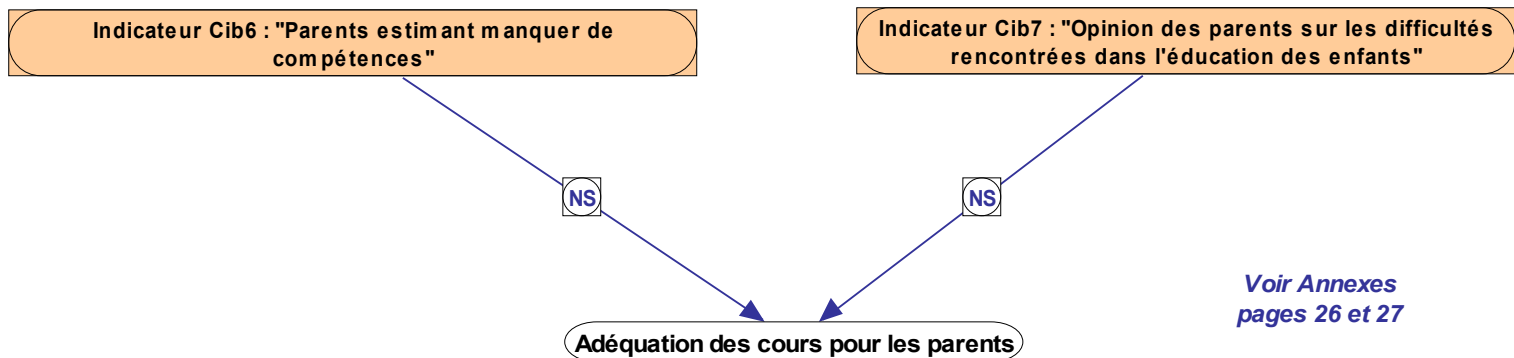 Indicateur Cib6 : "Parents estimant manquer de
compétences"
Indicateur Cib7 : "Opinion des parents sur les difficultés
rencontrées dans l'éducation des enfants"
NS
NS
Voir Annexes
pages 26 et 27
Adéquation des cours pour les parents